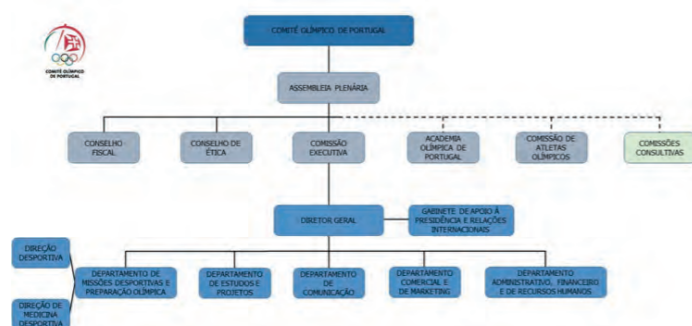 COMITÉ OLÍMPICO DE PORTUGAL
COMITÉ OLÍMPICO
DE PORTUGAL
ASSEMBLEIA PLENÁRIA
CONSELHO
FISCAL
CONSELHO DE
ÉTICA
COMISSÃO
EXECUTIVA
ACADEMIA
OLÍMPICA DE
PORTUGAL
COMISSÃO DE
ATLETAS
OLÍMPICOS
COMISSÕES
CONSULTIVAS
DIRETOR GERAL
GABINETE DE APOIO À
PRESIDÊNCIA E RELAÇÕES
INTERNACIONAIS
DIREÇÃO
DESPORTIVA
DEPARTAMENTO DE
MISSÕES DESPORTIVAS E
PREPARAÇÃO OLÍMPICA
DEPARTAMENTO
DE ESTUDOS E
PROJETOS
DEPARTAMENTO
DE
COMUNICAÇÃO
DEPARTAMENTO
COMERCIAL E
DE MARKETING
DEPARTAMENTO
ADMINISTRATIVO, FINANCEIRO
E DE RECURSOS HUMANOS
DIREÇÃO DE
MEDICINA
DESPORTIVA